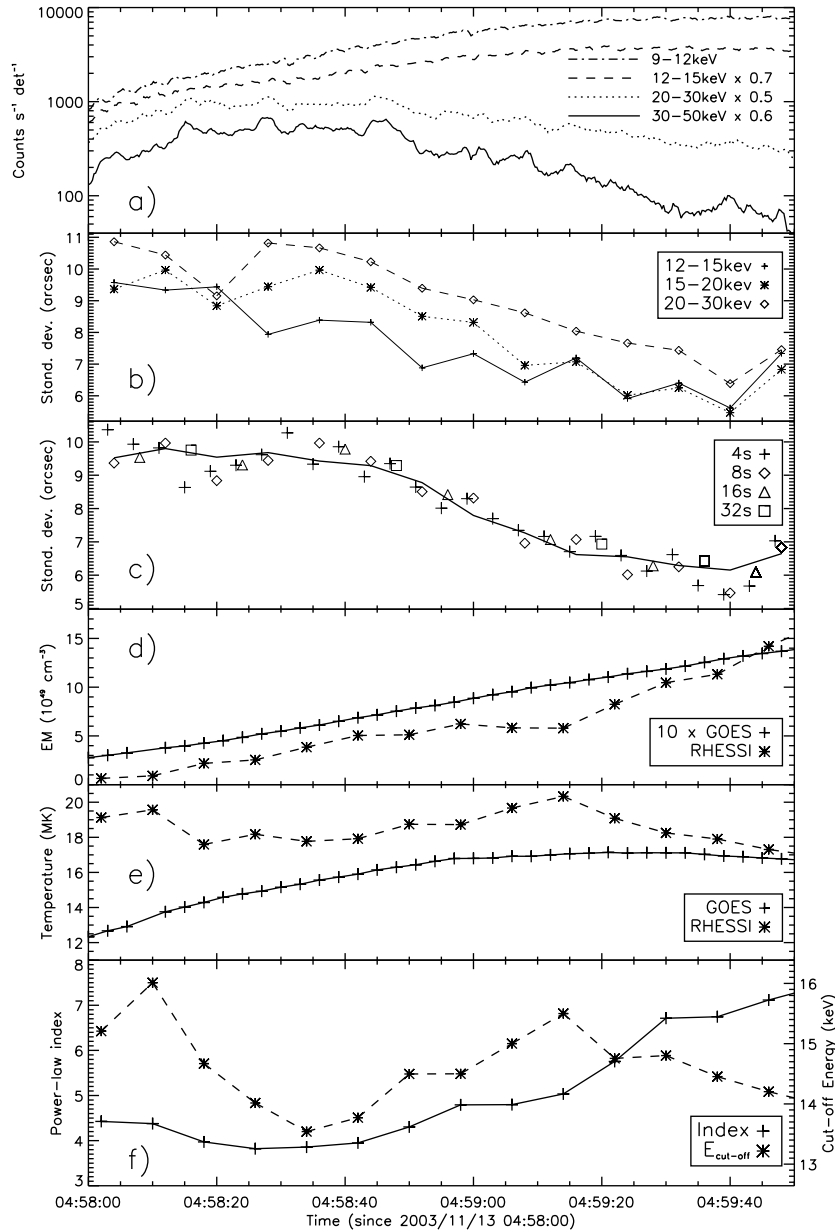 10000
1000
100
Counts s⁻¹ det⁻¹
9-12keV
12-15keV x 0.7
20-30keV x 0.5
30-50keV x 0.6
a)
11
10
9
8
7
6
Stand. dev. (arcsec)
12-15kev
15-20kev
20-30kev
b)
10
9
8
7
6
5
Stand. dev. (arcsec)
4s
8s
16s
32s
c)
15
10
5
0
EM (10⁴⁹ cm⁻³)
d)
10 x GOES
RHESSI
20
18
16
14
12
Temperature (MK)
e)
GOES
RHESSI
8
7
6
5
4
3
Power-law index
16
15
14
13
Cut-off Energy (keV)
Index
E cut-off
f)
04:58:00 04:58:20 04:58:40 04:59:00 04:59:20 04:59:40
Time (since 2003/11/13 04:58:00)